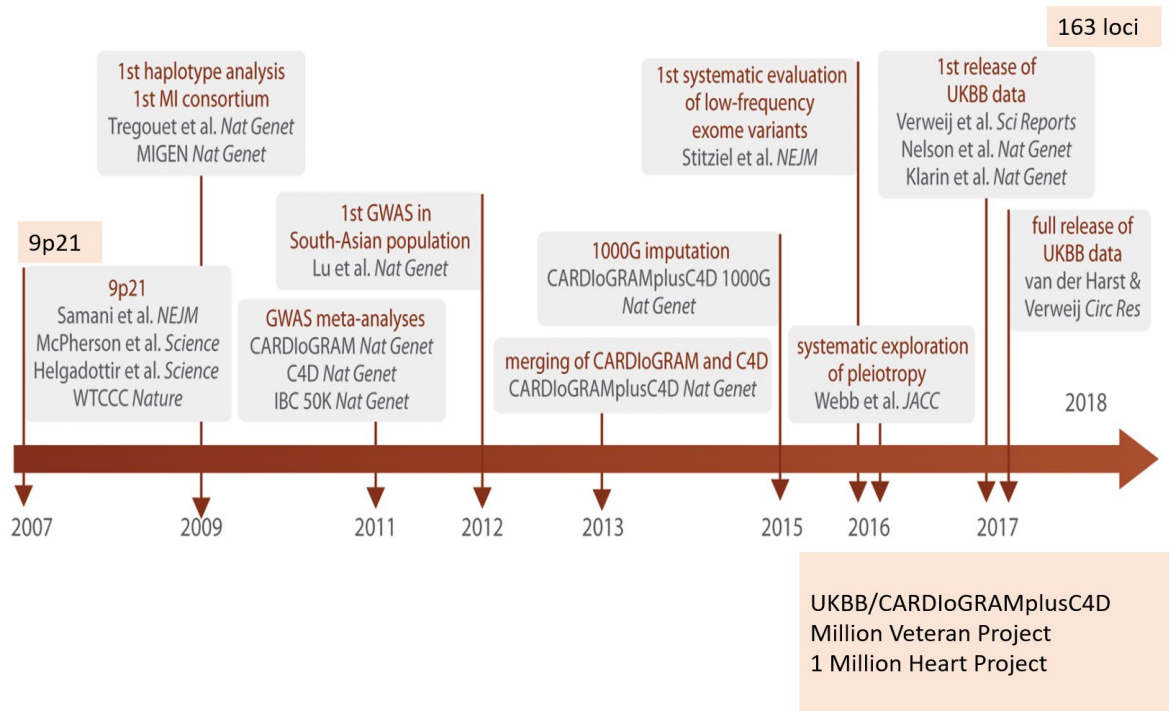 163 loci
1st haplotype analysis
1st MI consortium
Tregouet et al. Nat Genet
MIGEN Nat Genet
1st systematic evaluation
of low-frequency
exome variants
Stitziel et al. NEJM
1st release of
UKBB data
Verweij et al. Sci Reports
Nelson et al. Nat Genet
Klarin et al. Nat Genet
9p21
1st GWAS in
South-Asian population
Lu et al. Nat Genet
1000G imputation
CARDIoGRAMplusC4D 1000G
Nat Genet
full release of
UKBB data
van der Harst &
Verweij Circ Res
9p21
Samani et al. NEJM
McPherson et al. Science
Helgadottir et al. Science
WTCCC Nature
GWAS meta-analyses
CARDIoGRAM Nat Genet
C4D Nat Genet
IBC 50K Nat Genet
merging of CARDIoGRAM and C4D
CARDIoGRAMplusC4D Nat Genet
systematic exploration
of pleiotropy
Webb et al. JACC
2018
2007
2009
2011
2012
2013
2015
2016
2017
UKBB/CARDIoGRAMplusC4D
Million Veteran Project
1 Million Heart Project